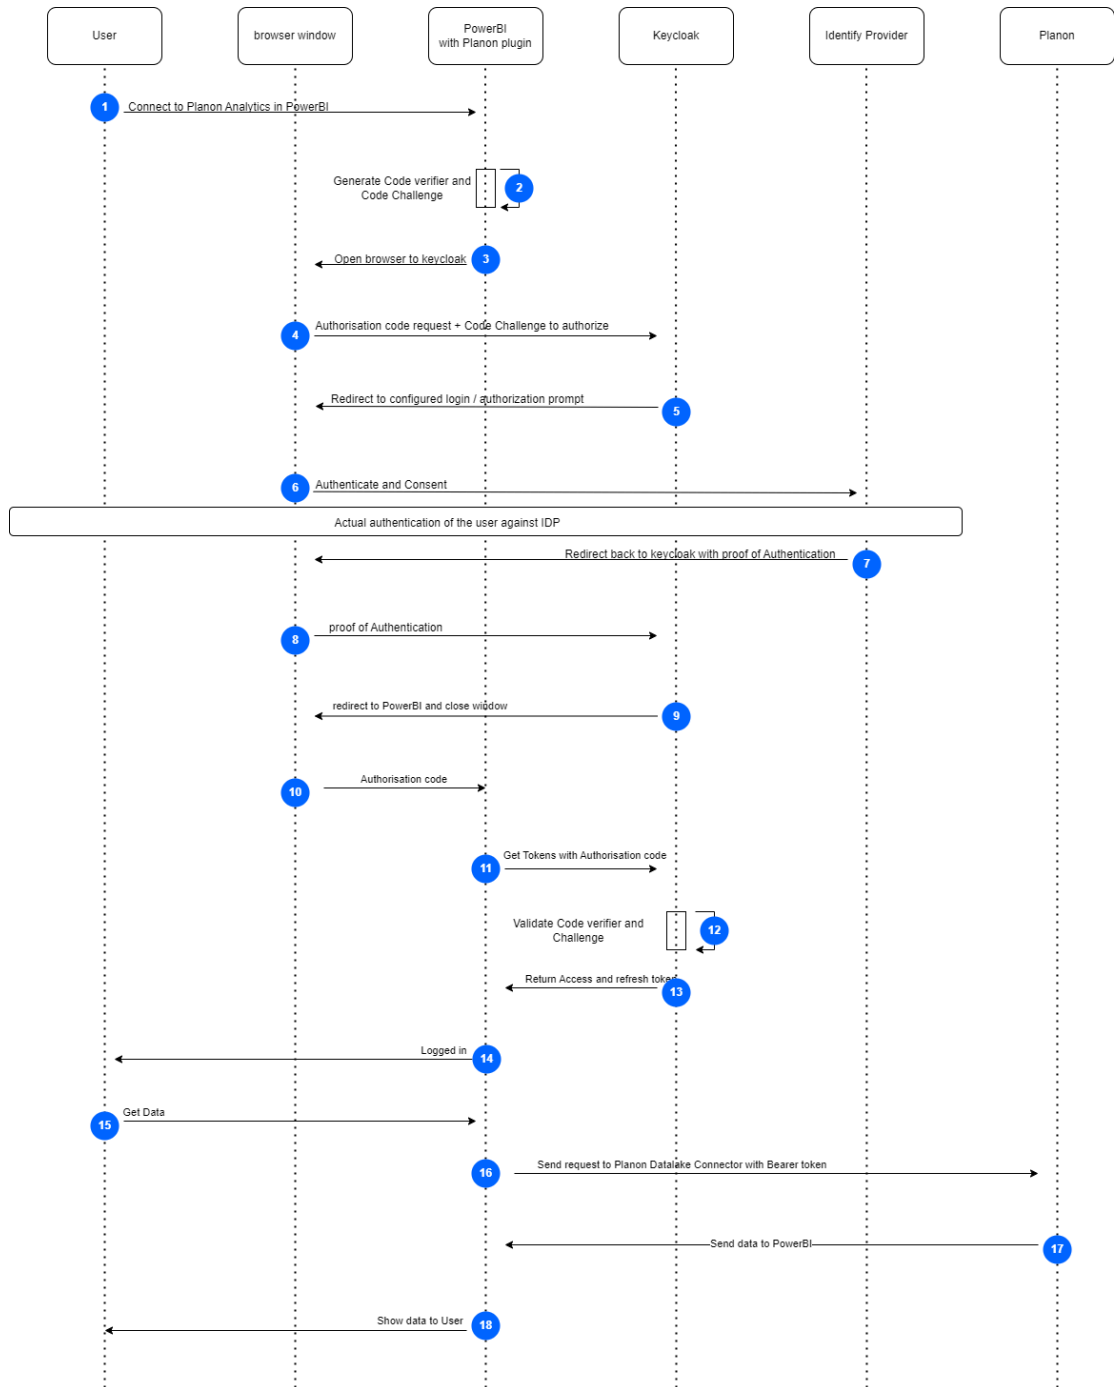 User
browser window
PowerBI
with Planon plugin
Keycloak
Identify Provider
Planon
1
Connect to Planon Analytics in PowerBI
Generate Code verifier and
Code Challenge
2
Open browser to keycloak
3
4
Authorisation code request + Code Challenge to authorize
Redirect to configured login / authorization prompt
5
6
Authenticate and Consent
Actual authentication of the user against IDP
Redirect back to keycloak with proof of Authentication
7
8
proof of Authentication
redirect to PowerBI and close window
9
10
Authorisation code
11
Get Tokens with Authorisation code
Validate Code verifier and
Challenge
12
Return Access and refresh token
13
Logged in
14
15
Get Data
16
Send request to Planon Datalake Connector with Bearer token
Send data to PowerBI
17
Show data to User
18